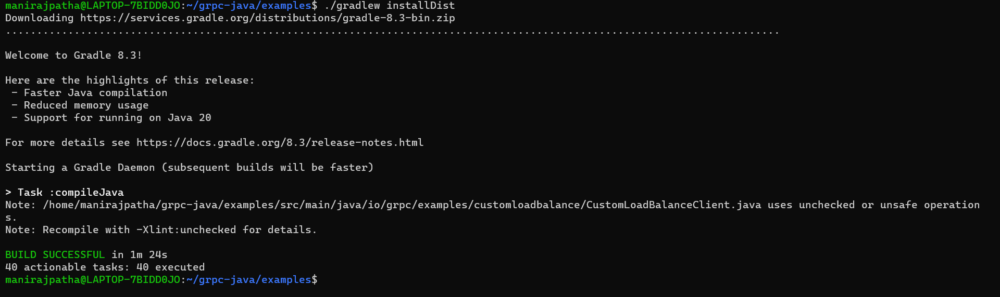 manirajpatha@LAPTOP-7BIDD0JO:~/grpc-java/examples$ ./gradlew installDist
Downloading https://services.gradle.org/distributions/gradle-8.3-bin.zip
............................................................................................................................
Welcome to Gradle 8.3!
Here are the highlights of this release:
 - Faster Java compilation
 - Reduced memory usage
 - Support for running on Java 20
For more details see https://docs.gradle.org/8.3/release-notes.html
Starting a Gradle Daemon (subsequent builds will be faster)
> Task :compileJava
Note: /home/manirajpatha/grpc-java/examples/src/main/java/io/grpc/examples/customloadbalance/CustomLoadBalanceClient.java uses unchecked or unsafe operation
s.
Note: Recompile with -Xlint:unchecked for details.
BUILD SUCCESSFUL in 1m 24s
40 actionable tasks: 40 executed
manirajpatha@LAPTOP-7BIDD0JO:~/grpc-java/examples$